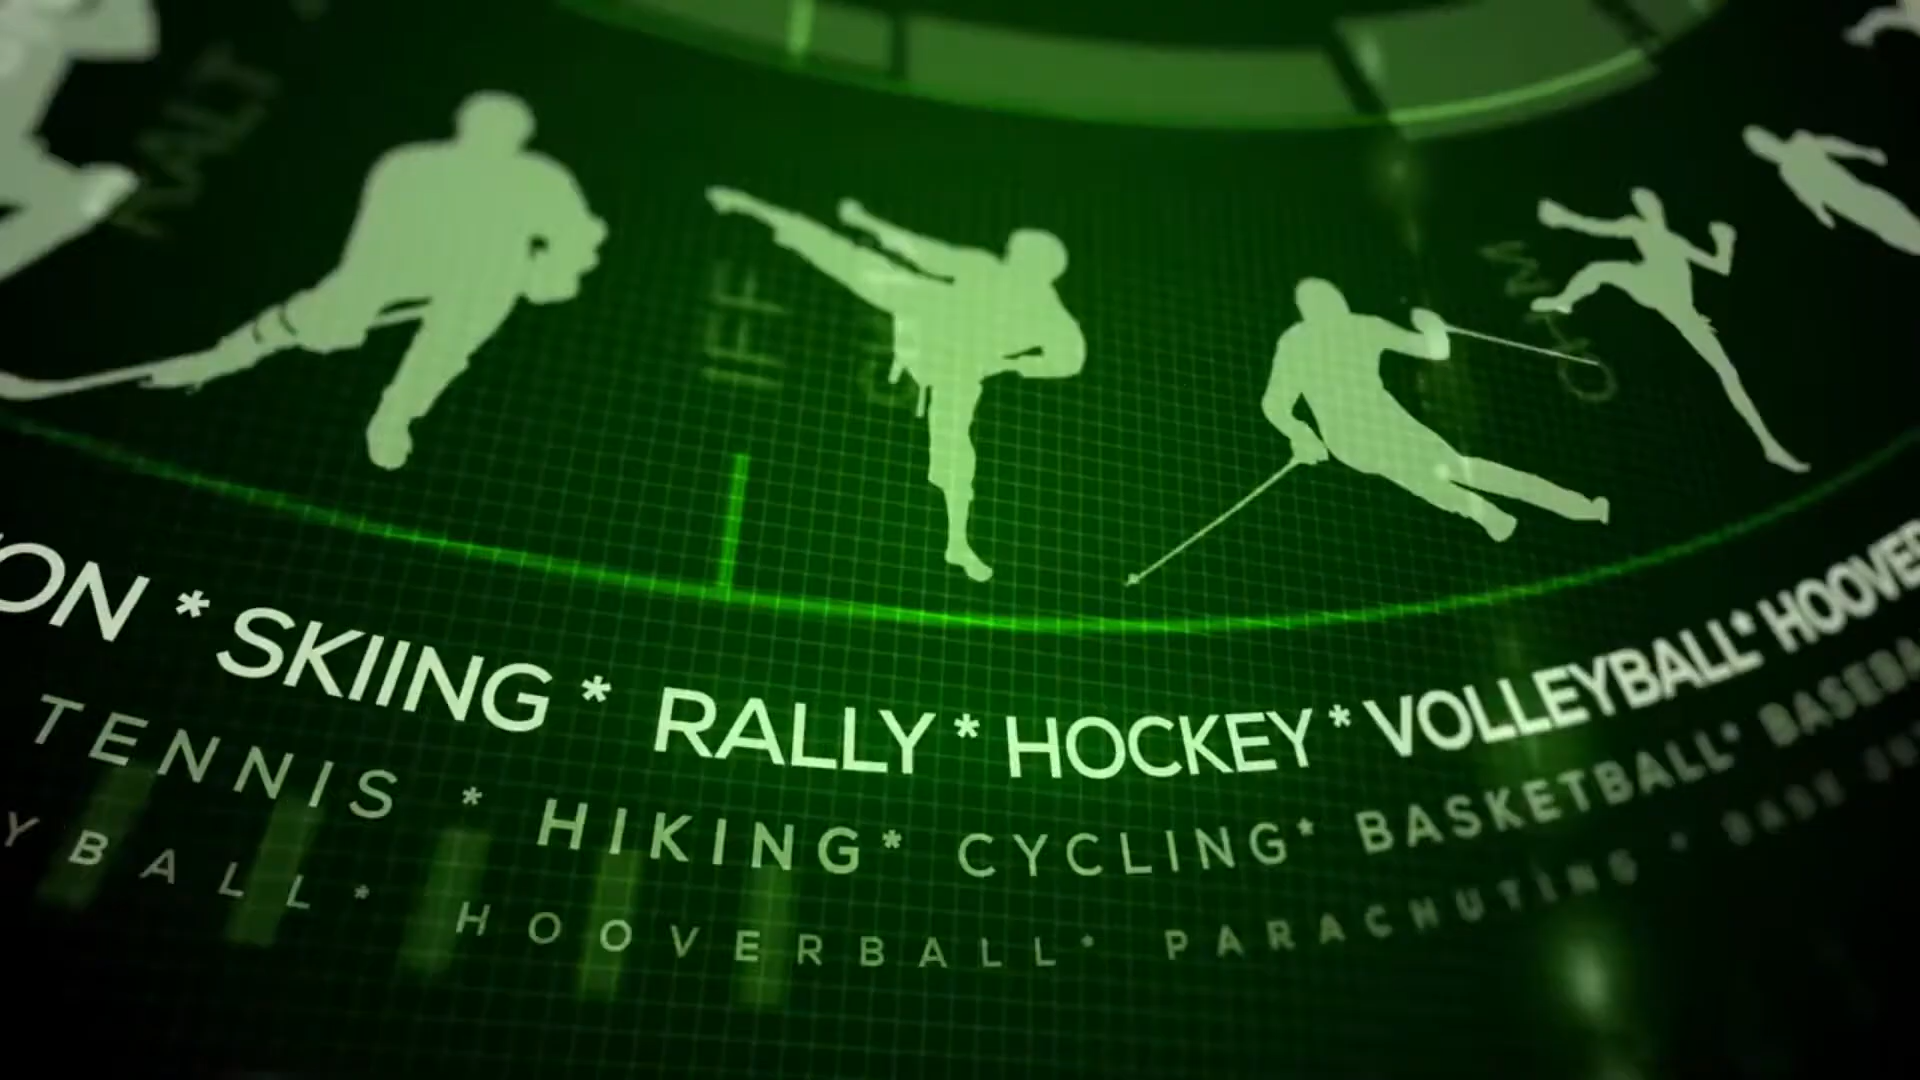 ON * SKIING * RALLY * HOCKEY * VOLLEYBALL* HOOVE
TENNIS * HIKING* CYCLING* BASKETBALL* BASEBA
YBALL* HOOVERBALL* PARACHUTING *